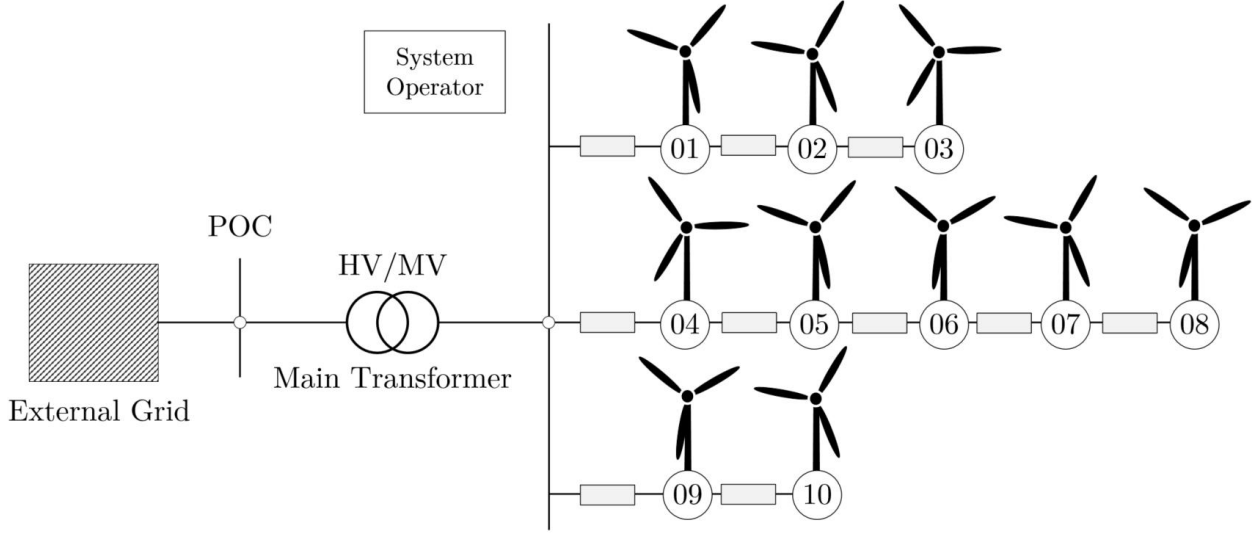 System
Operator
01
02
03
POC
HV/MV
04
05
06
07
08
Main Transformer
External Grid
09
10